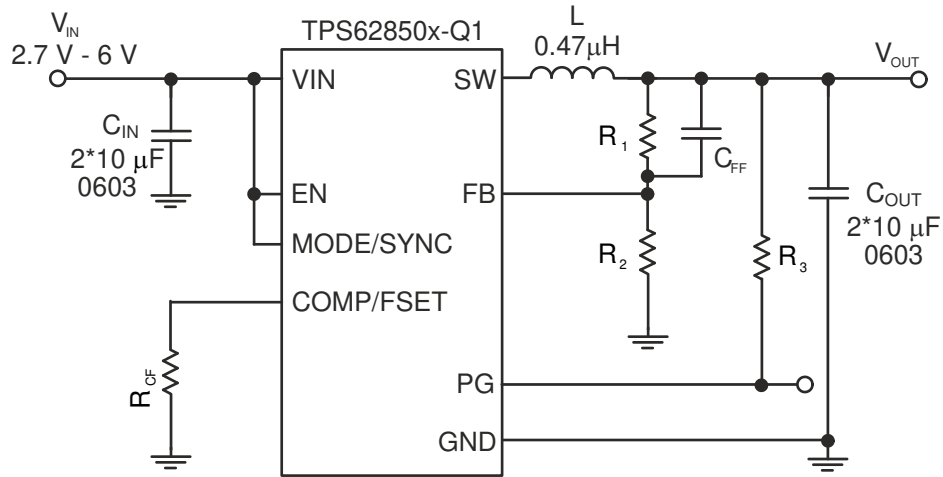 TPS62850x-Q1
V_IN
2.7 V - 6 V
L
0.47μH
V_OUT
VIN
SW
C_IN
2*10 μF
0603
R_1
C_FF
EN
FB
C_OUT
2*10 μF
0603
MODE/SYNC
R_2
R_3
COMP/FSET
R_CF
PG
GND